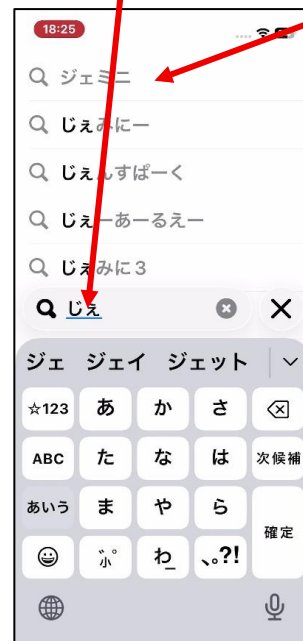 18:25
ジェミニ
じぇみにー
じぇんすぱーく
じぇーあーるえー
じぇみに3
じぇ
ジェ ジェイ ジェット
☆123 あ か さ
ABC た な は 次候補
あいう ま や ら 確定
小 わ_ 、。?!